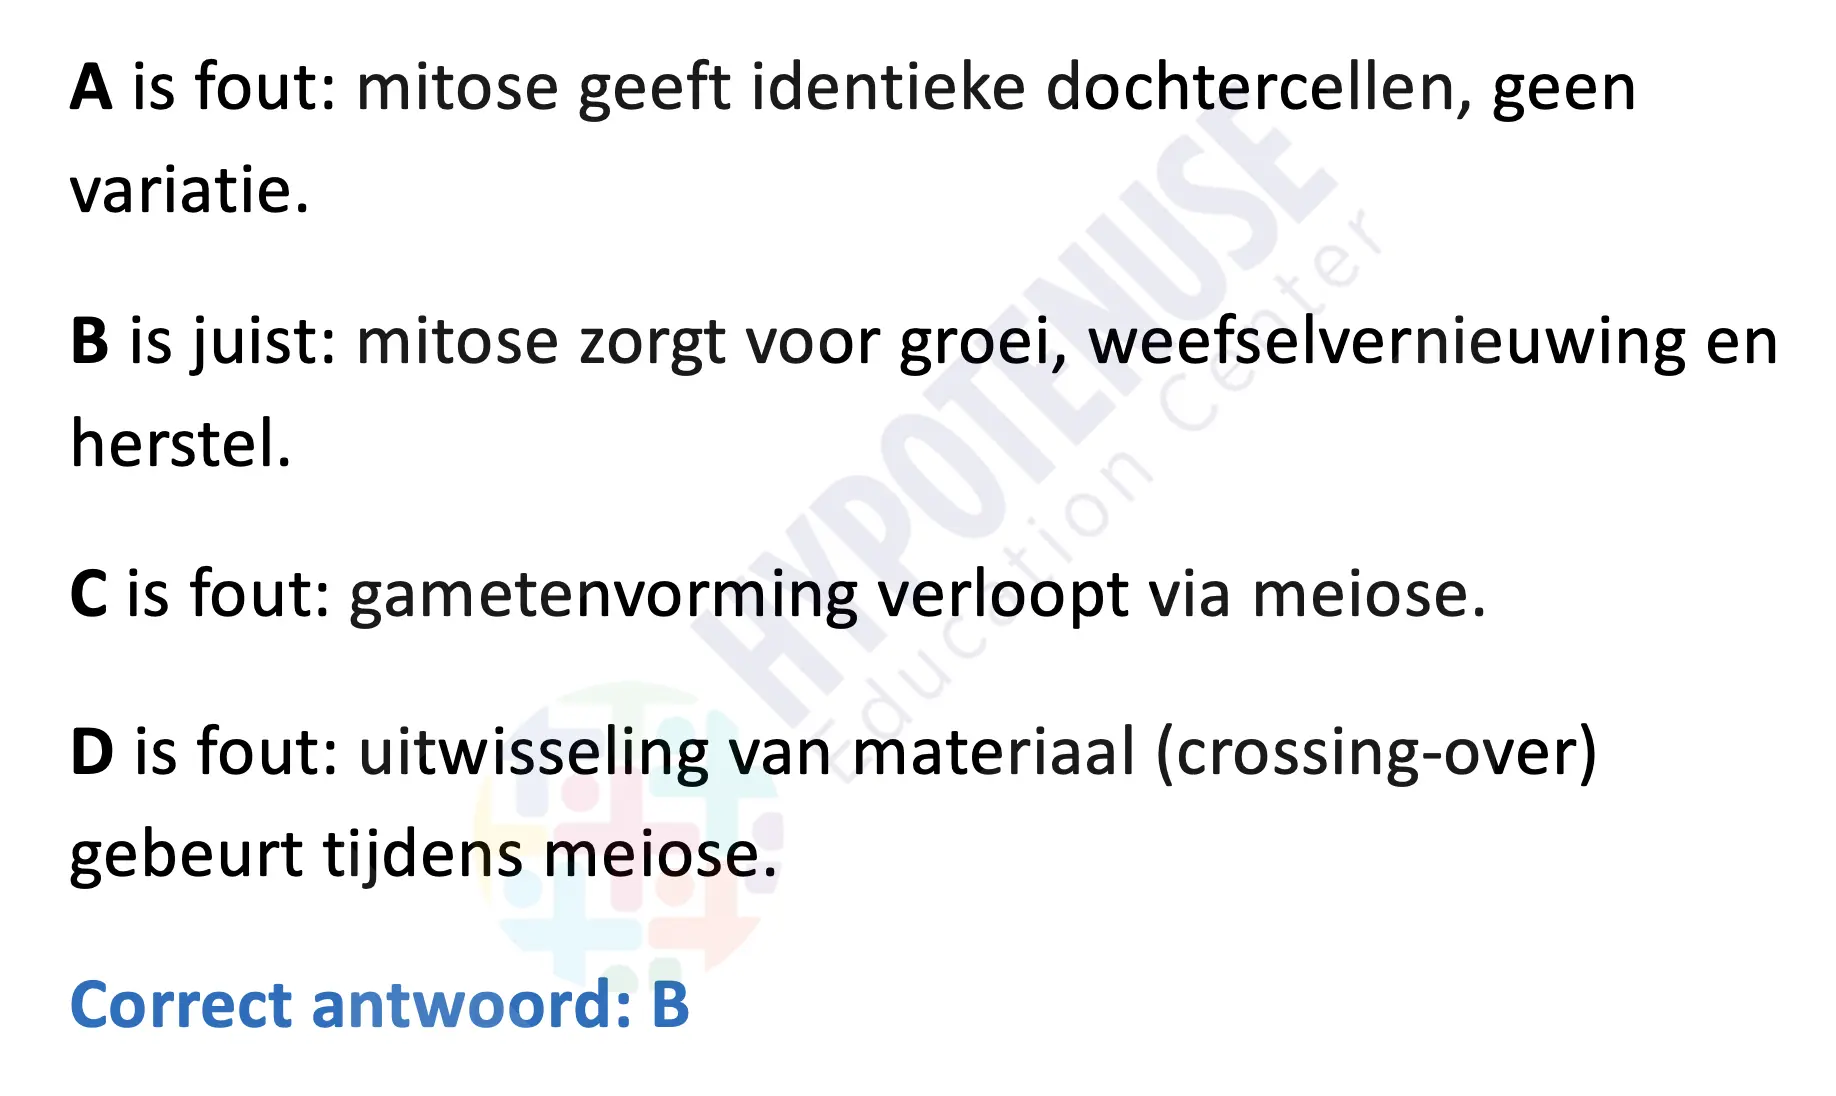 A is fout: mitose geeft identieke dochtercellen, geen
variatie.
B is juist: mitose zorgt voor groei, weefselvernieuwing en
herstel.
C is fout: gametenvorming verloopt via meiose.
D is fout: uitwisseling van materiaal (crossing-over)
gebeurt tijdens meiose.
Correct antwoord: B
HYPOTENUSE
Education Center